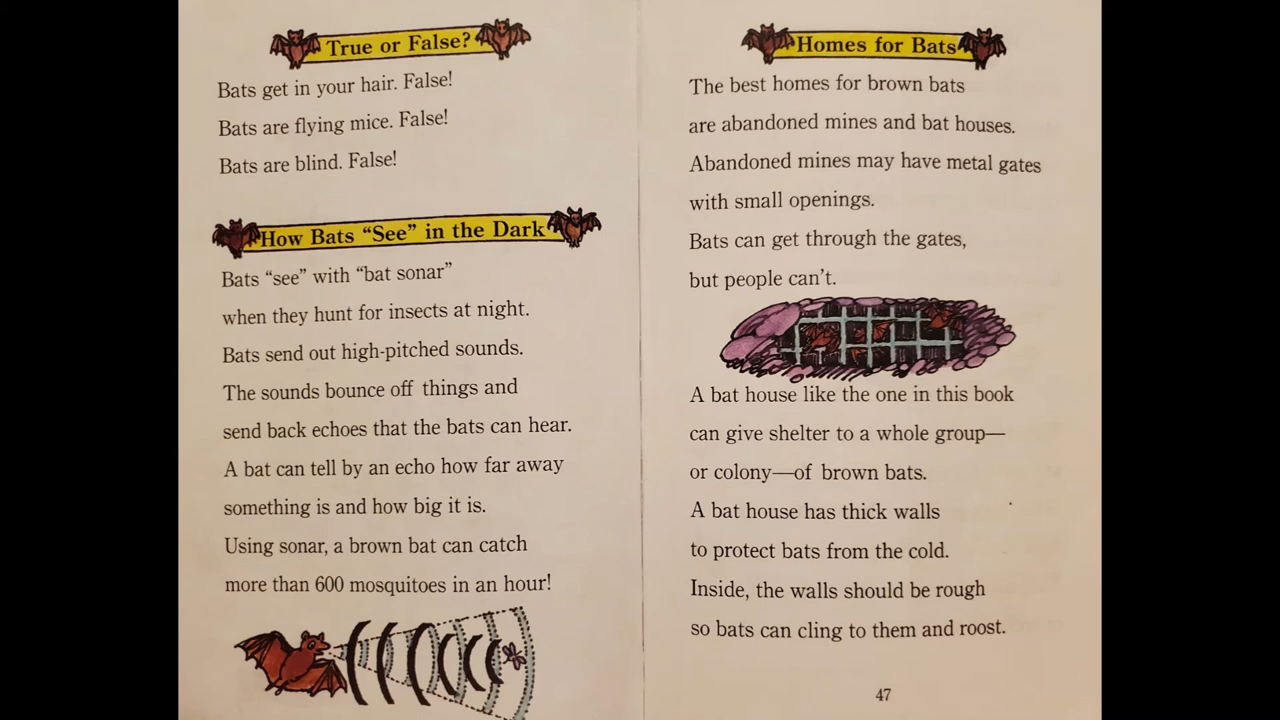 True or False?
Bats get in your hair. False!
Bats are flying mice. False!
Bats are blind. False!
How Bats “See” in the Dark
Bats “see” with “bat sonar”
when they hunt for insects at night.
Bats send out high-pitched sounds.
The sounds bounce off things and
send back echoes that the bats can hear.
A bat can tell by an echo how far away
something is and how big it is.
Using sonar, a brown bat can catch
more than 600 mosquitoes in an hour!
Homes for Bats
The best homes for brown bats
are abandoned mines and bat houses.
Abandoned mines may have metal gates
with small openings.
Bats can get through the gates,
but people can’t.
A bat house like the one in this book
can give shelter to a whole group—
or colony—of brown bats.
A bat house has thick walls
to protect bats from the cold.
Inside, the walls should be rough
so bats can cling to them and roost.
47